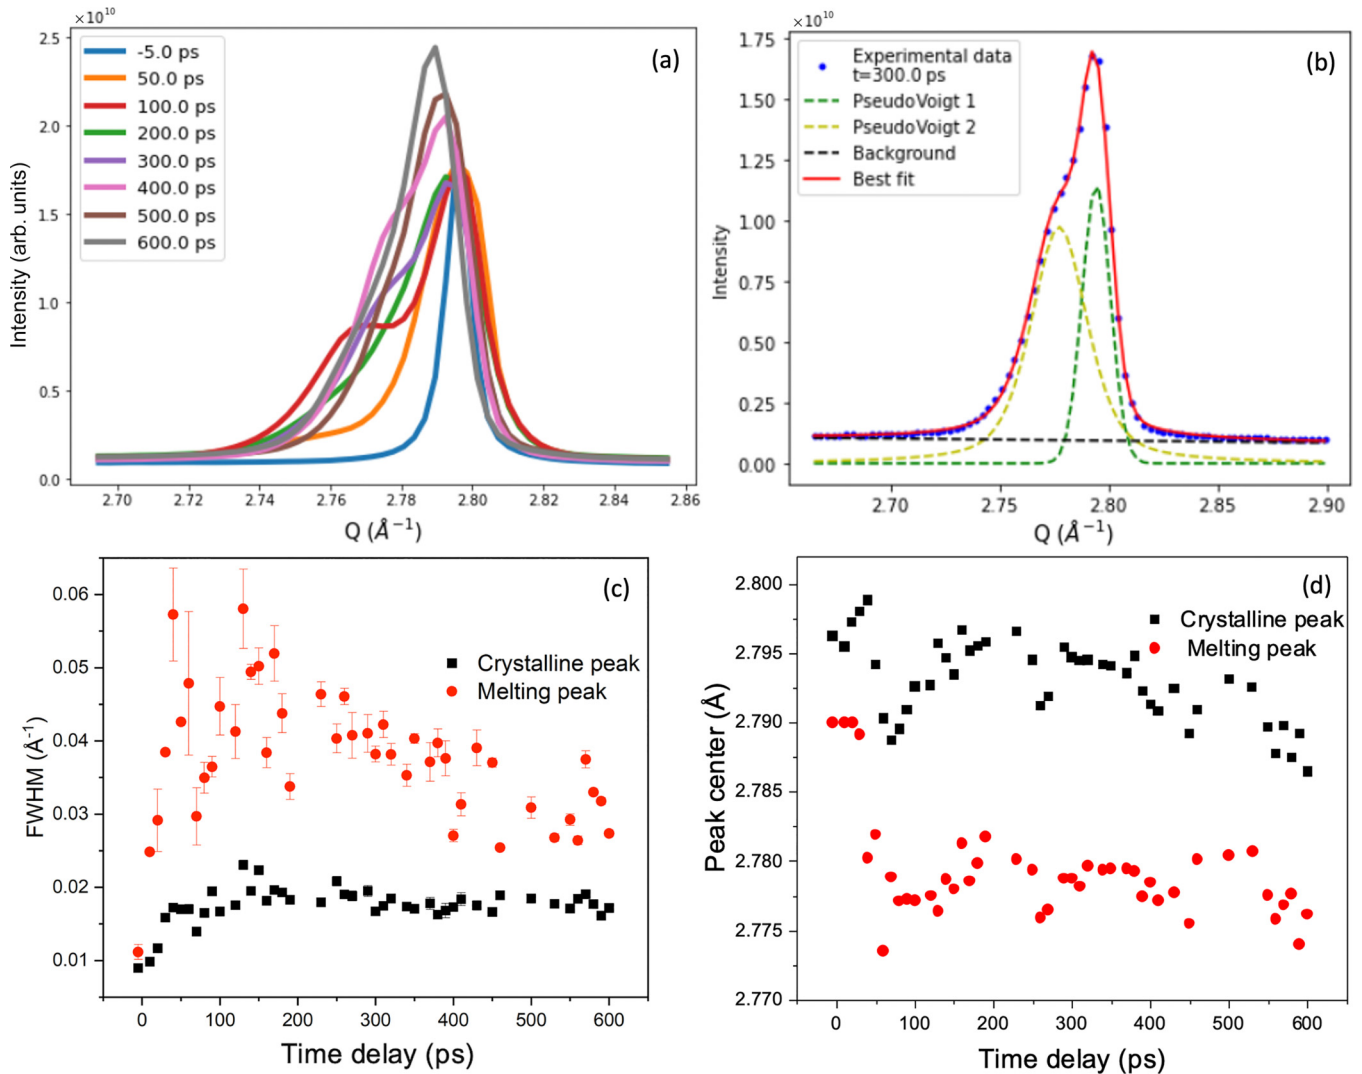 ×10¹⁰
2.5
2.0
1.5
1.0
0.5
0.0
Intensity (arb. units)
-5.0 ps
50.0 ps
100.0 ps
200.0 ps
300.0 ps
400.0 ps
500.0 ps
600.0 ps
(a)
2.70 2.72 2.74 2.76 2.78 2.80 2.82 2.84 2.86
Q (Å⁻¹)
×10¹⁰
1.75
1.50
1.25
1.00
0.75
0.50
0.25
0.00
Intensity
Experimental data
t=300.0 ps
PseudoVoigt 1
PseudoVoigt 2
Background
Best fit
(b)
2.70 2.75 2.80 2.85 2.90
Q (Å⁻¹)
0.06
0.05
0.04
0.03
0.02
0.01
FWHM (Å⁻¹)
(c)
Crystalline peak
Melting peak
0 100 200 300 400 500 600
Time delay (ps)
2.800
2.795
2.790
2.785
2.780
2.775
2.770
Peak center (Å)
(d)
Crystalline peak
Melting peak
0 100 200 300 400 500 600
Time delay (ps)